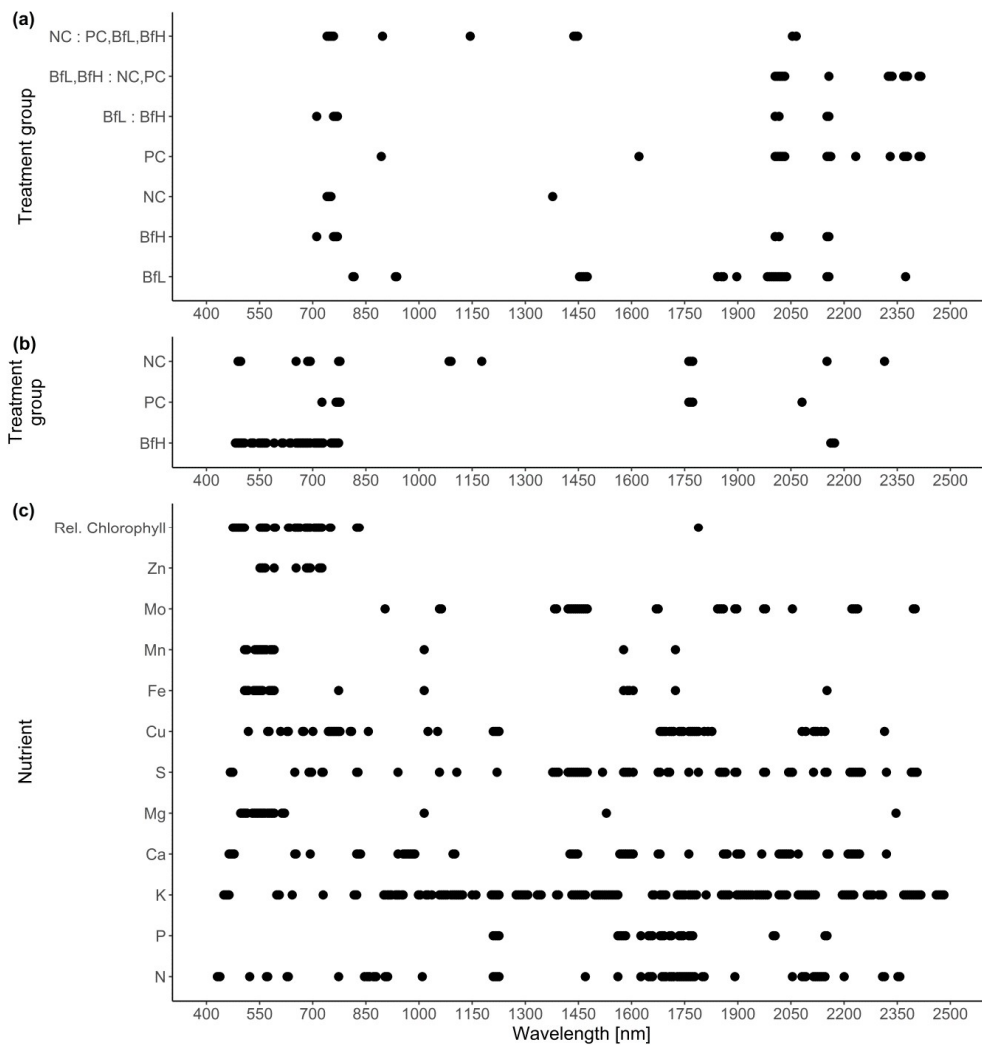 (a)
Treatment group
NC : PC,BfL,BfH
BfL,BfH : NC,PC
BfL : BfH
PC
NC
BfH
BfL
400 550 700 850 1000 1150 1300 1450 1600 1750 1900 2050 2200 2350 2500
(b)
Treatment
group
NC
PC
BfH
400 550 700 850 1000 1150 1300 1450 1600 1750 1900 2050 2200 2350 2500
(c)
Nutrient
Rel. Chlorophyll
Zn
Mo
Mn
Fe
Cu
S
Mg
Ca
K
P
N
400 550 700 850 1000 1150 1300 1450 1600 1750 1900 2050 2200 2350 2500
Wavelength [nm]